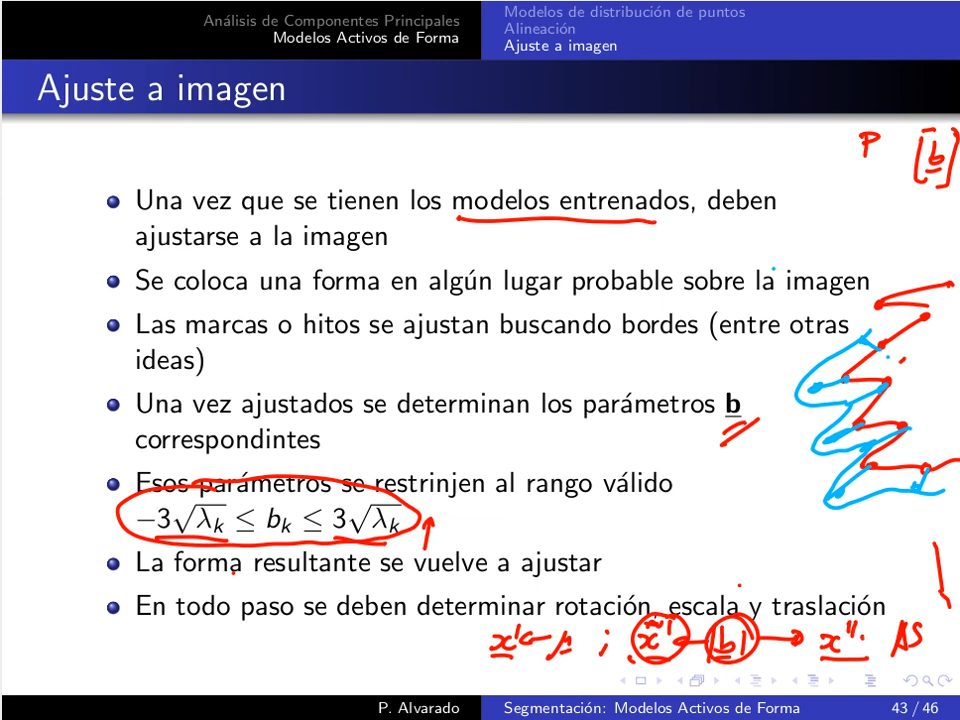 Análisis de Componentes Principales
Modelos Activos de Forma
Modelos de distribución de puntos
Alineación
Ajuste a imagen
Ajuste a imagen
P [b]
Una vez que se tienen los modelos entrenados, deben
ajustarse a la imagen
Se coloca una forma en algún lugar probable sobre la imagen
Las marcas o hitos se ajustan buscando bordes (entre otras
ideas)
Una vez ajustados se determinan los parámetros b
correspondintes
Esos parámetros se restrinjen al rango válido
−3√λk ≤ bk ≤ 3√λk
La forma resultante se vuelve a ajustar
En todo paso se deben determinar rotación, escala y traslación
P. Alvarado
Segmentación: Modelos Activos de Forma
43 / 46